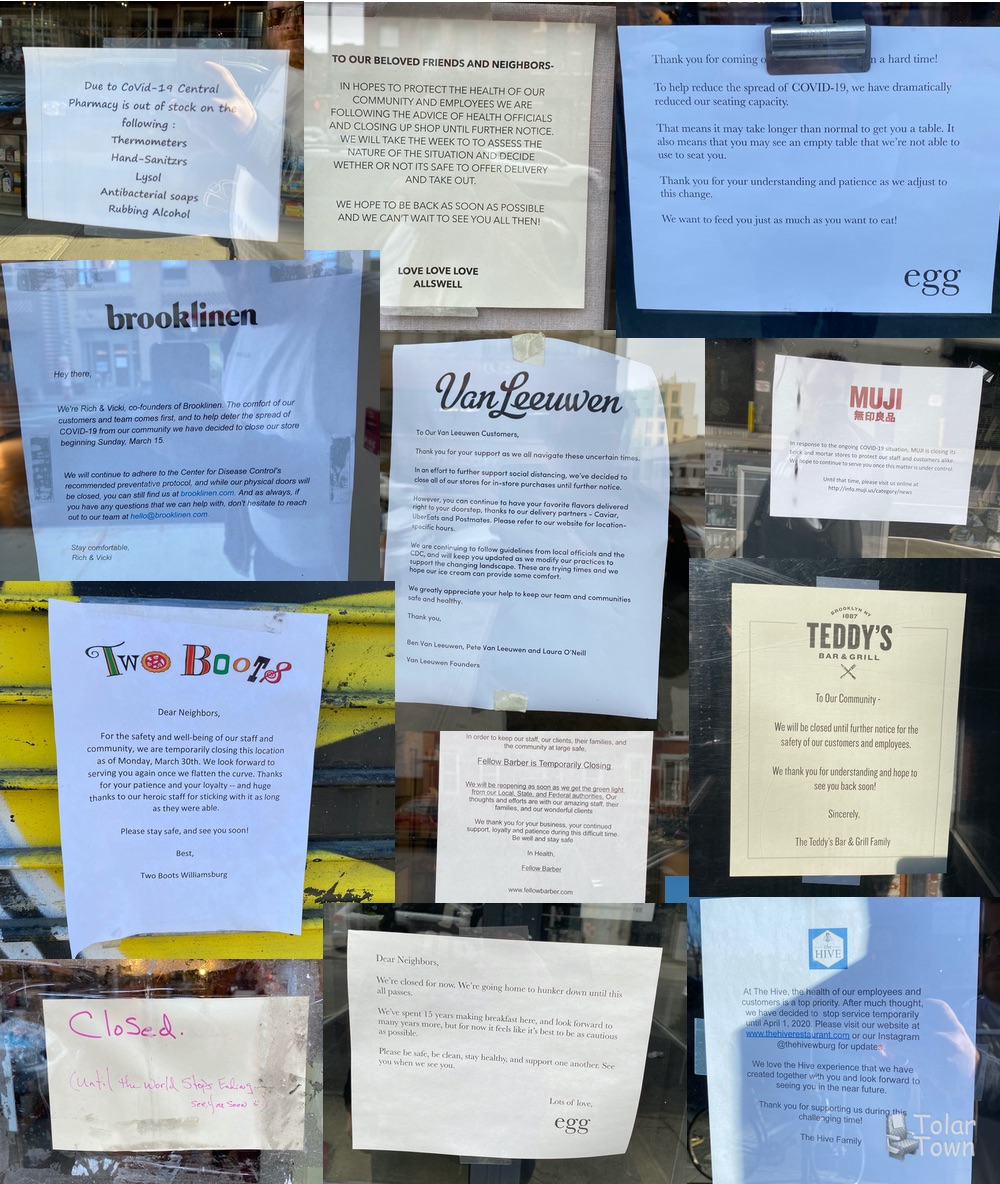 Due to CoVid-19 Central
Pharmacy is out of stock on the
following :
Thermometers
Hand-Sanitzrs
Lysol
Antibacterial soaps
Rubbing Alcohol
TO OUR BELOVED FRIENDS AND NEIGHBORS-
IN HOPES TO PROTECT THE HEALTH OF OUR
COMMUNITY AND EMPLOYEES WE ARE
FOLLOWING THE ADVICE OF HEALTH OFFICIALS
AND CLOSING UP SHOP UNTIL FURTHER NOTICE.
WE WILL TAKE THE WEEK TO TO ASSESS THE
NATURE OF THE SITUATION AND DECIDE
WETHER OR NOT ITS SAFE TO OFFER DELIVERY
AND TAKE OUT.
WE HOPE TO BE BACK AS SOON AS POSSIBLE
AND WE CAN'T WAIT TO SEE YOU ALL THEN!
LOVE LOVE LOVE
ALLSWELL
Thank you for coming n a hard time!
To help reduce the spread of COVID-19, we have dramatically
reduced our seating capacity.
That means it may take longer than normal to get you a table. It
also means that you may see an empty table that we're not able to
use to seat you.
Thank you for your understanding and patience as we adjust to
this change.
We want to feed you just as much as you want to eat!
egg
brooklinen
Hey there,
We're Rich & Vicki, co-founders of Brooklinen. The comfort of our
customers and team comes first, and to help deter the spread of
COVID-19 from our community we have decided to close our store
beginning Sunday, March 15.
We will continue to adhere to the Center for Disease Control's
recommended preventative protocol, and while our physical doors will
be closed, you can still find us at brooklinen.com. And as always, if
you have any questions that we can help with, don't hesitate to reach
out to our team at hello@brooklinen.com.
Stay comfortable,
Rich & Vicki
Van Leeuwen
To Our Van Leeuwen Customers,
Thank you for your support as we all navigate these uncertain times.
In an effort to further support social distancing, we've decided to
close all of our stores for in-store purchases until further notice.
However, you can continue to have your favorite flavors delivered
right to your doorstep, thanks to our delivery partners - Caviar,
UberEats and Postmates. Please refer to our website for location-
specific hours.
We are continuing to follow guidelines from local officials and the
CDC, and will keep you updated as we modify our practices to
support the changing landscape. These are trying times and we
hope our ice cream can provide some comfort.
We greatly appreciate your help to keep our team and communities
safe and healthy.
Thank you,
Ben Van Leeuwen, Pete Van Leeuwen and Laura O'Neill
Van Leeuwen Founders
MUJI
無印良品
In response to the ongoing COVID-19 situation, MUJI is closing its
brick and mortar stores to protect our staff and customers alike.
We hope to continue to serve you once this matter is under control.
Until that time, please visit us online at
http://info.muji.us/category/news
Two Boots
Dear Neighbors,
For the safety and well-being of our staff and
community, we are temporarily closing this location
as of Monday, March 30th. We look forward to
serving you again once we flatten the curve. Thanks
for your patience and your loyalty -- and huge
thanks to our heroic staff for sticking with it as long
as they were able.
Please stay safe, and see you soon!
Best,
Two Boots Williamsburg
In order to keep our staff, our clients, their families, and
the community at large safe,
Fellow Barber is Temporarily Closing
We will be reopening as soon as we get the green light
from our Local, State, and Federal authorities. Our
thoughts and efforts are with our amazing staff, their
families, and our wonderful clients
We thank you for your business, your continued
support, loyalty and patience during this difficult time.
Be well and stay safe
In Health,
Fellow Barber
www.fellowbarber.com
BROOKLYN NY
1887
TEDDY'S
BAR & GRILL
To Our Community -
We will be closed until further notice for the
safety of our customers and employees.
We thank you for understanding and hope to
see you back soon!
Sincerely,
The Teddy's Bar & Grill Family
Closed.
(Until the World Stops Ending..
See you soon
Dear Neighbors,
We're closed for now. We're going home to hunker down until this
all passes.
We've spent 15 years making breakfast here, and look forward to
many years more, but for now it feels like it's best to be as cautious
as possible.
Please be safe, be clean, stay healthy, and support one another. See
you when we see you.
Lots of love,
egg
The
HIVE
At The Hive, the health of our employees and
customers is a top priority. After much thought,
we have decided to stop service temporarily
until April 1, 2020. Please visit our website at
www.thehiverestaurant.com or our Instagram
@thehivewburg for updates.
We love the Hive experience that we have
created together with you and look forward to
seeing you in the near future.
Thank you for supporting us during this
challenging time!
The Hive Family
Tolar
Town